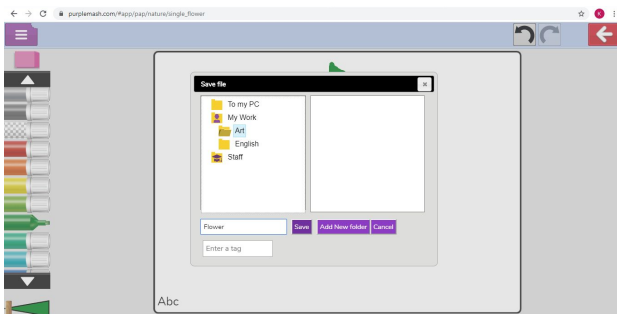 purplemash.com/#app/pap/nature/single_flower
K
Save file
x
To my PC
My Work
Art
English
Staff
Flower
Save
Add New folder
Cancel
Enter a tag
Abc